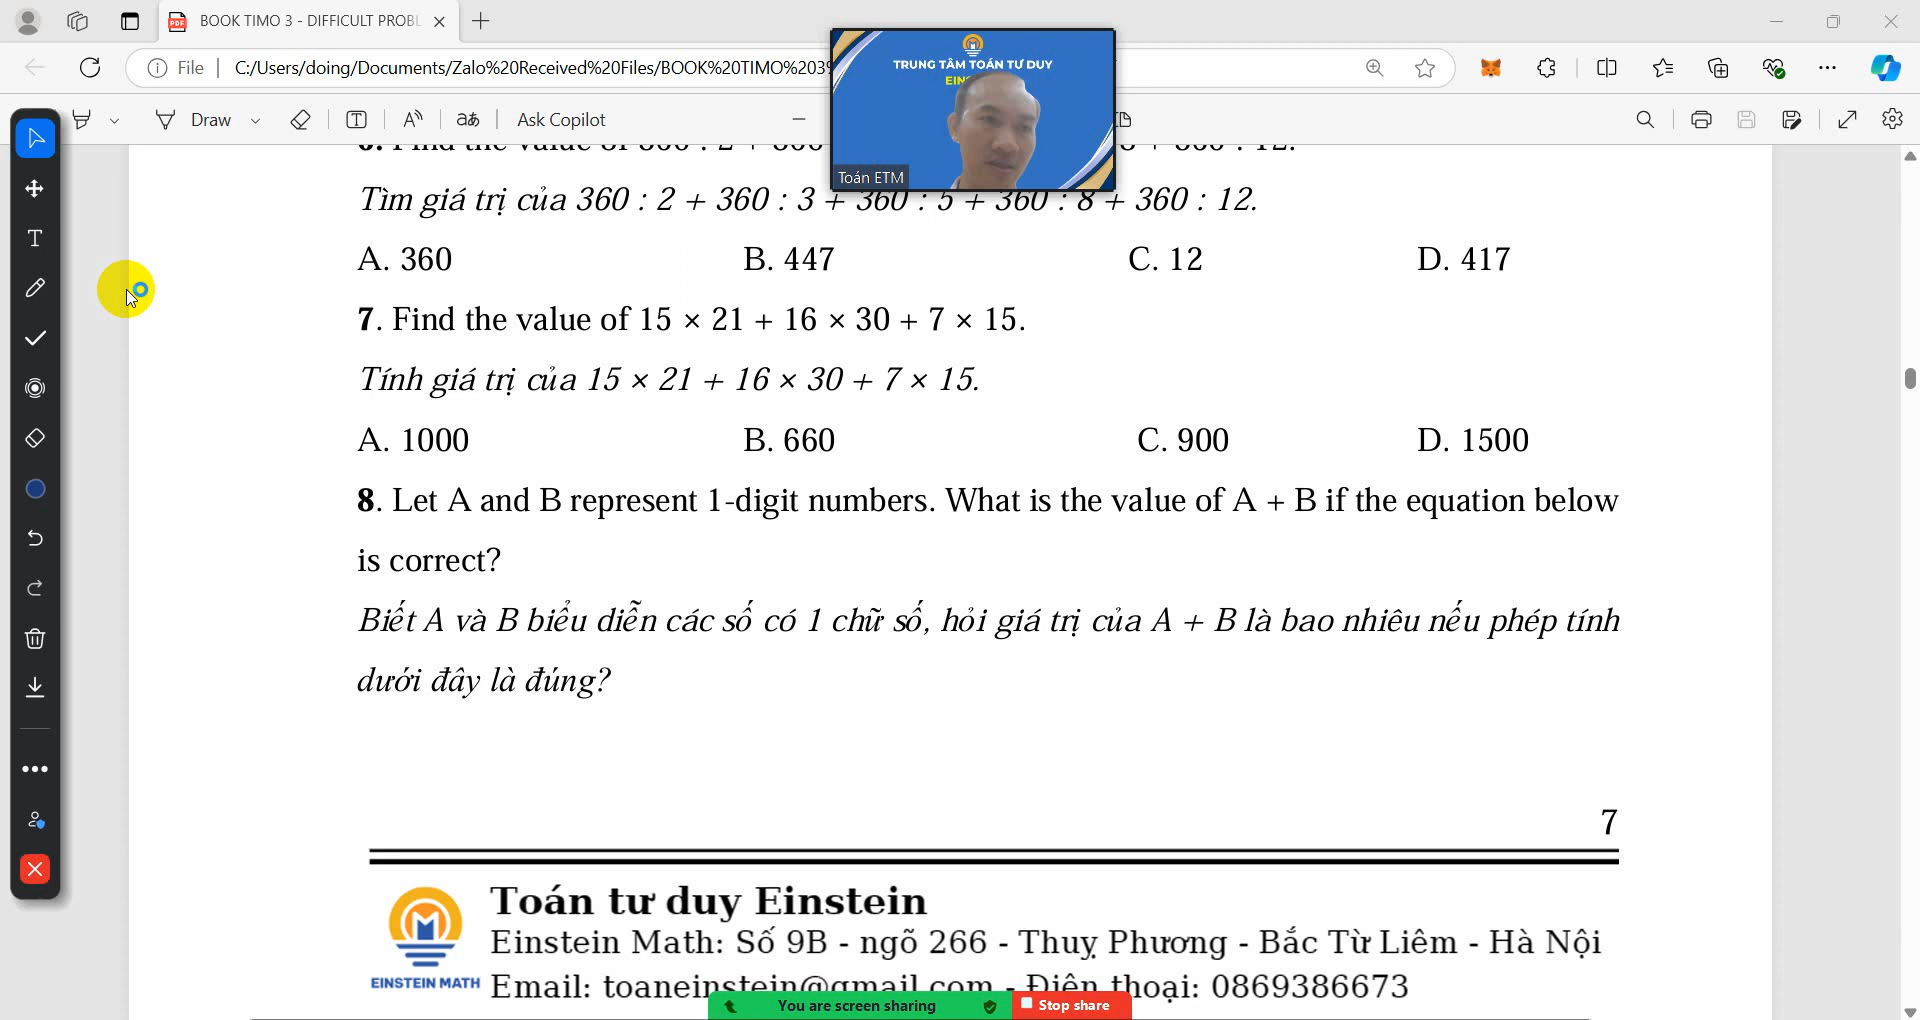 BOOK TIMO 3 - DIFFICULT PROBL
File
C:/Users/doing/Documents/Zalo%20Received%20Files/BOOK%20TIMO%203
Draw
Ask Copilot
TRUNG TÂM TOÁN TƯ DUY
Toán ETM
Tìm giá trị của 360 : 2 + 360 : 3 + 360 : 5 + 360 : 8 + 360 : 12.
A. 360 B. 447 C. 12 D. 417
7. Find the value of 15 × 21 + 16 × 30 + 7 × 15.
Tính giá trị của 15 × 21 + 16 × 30 + 7 × 15.
A. 1000 B. 660 C. 900 D. 1500
8. Let A and B represent 1-digit numbers. What is the value of A + B if the equation below
is correct?
Biết A và B biểu diễn các số có 1 chữ số, hỏi giá trị của A + B là bao nhiêu nếu phép tính
dưới đây là đúng?
7
Toán tư duy Einstein
Einstein Math: Số 9B - ngõ 266 - Thuỵ Phương - Bắc Từ Liêm - Hà Nội
EINSTEIN MATH
Email: toaneinstein@gmail.com - Điện thoại: 0869386673
You are screen sharing
Stop share